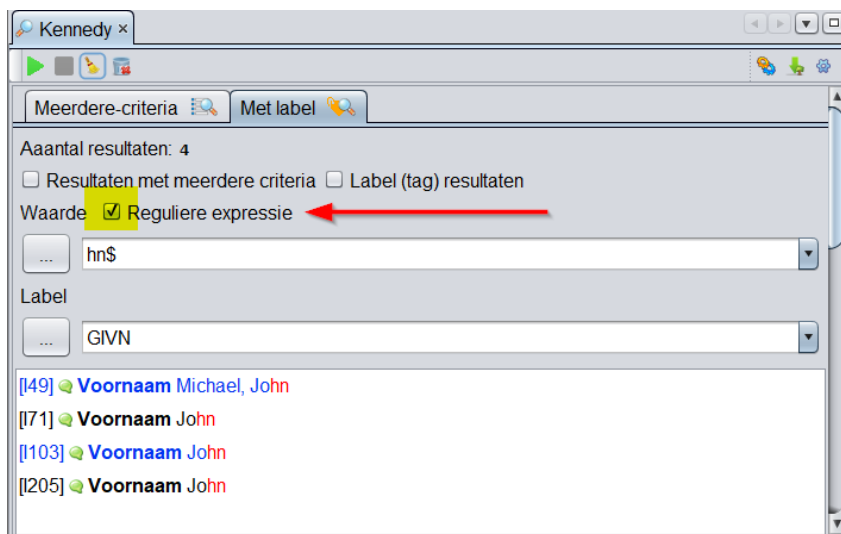 Kennedy ×
Meerdere-criteria Met label
Aaantal resultaten: 4
Resultaten met meerdere criteria Label (tag) resultaten
Waarde Reguliere expressie
... hn$
Label
... GIVN
[I49] Voornaam Michael, John
[I71] Voornaam John
[I103] Voornaam John
[I205] Voornaam John